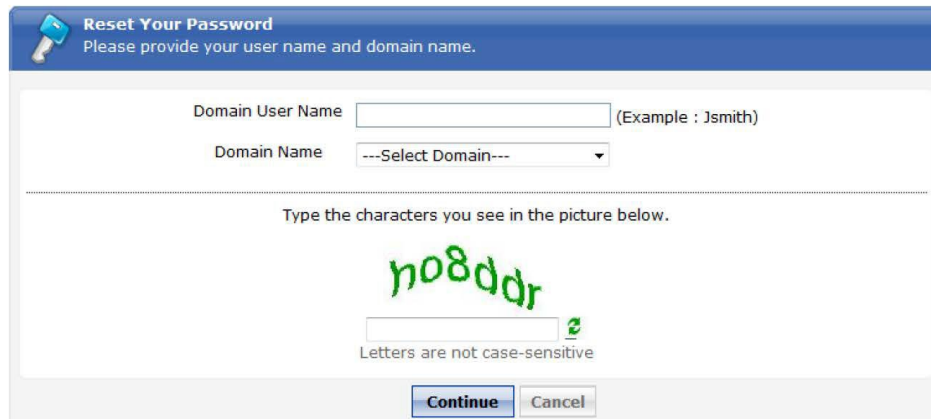 Reset Your Password
Please provide your user name and domain name.
Domain User Name (Example : Jsmith)
Domain Name ---Select Domain---
Type the characters you see in the picture below.
Letters are not case-sensitive
Continue Cancel